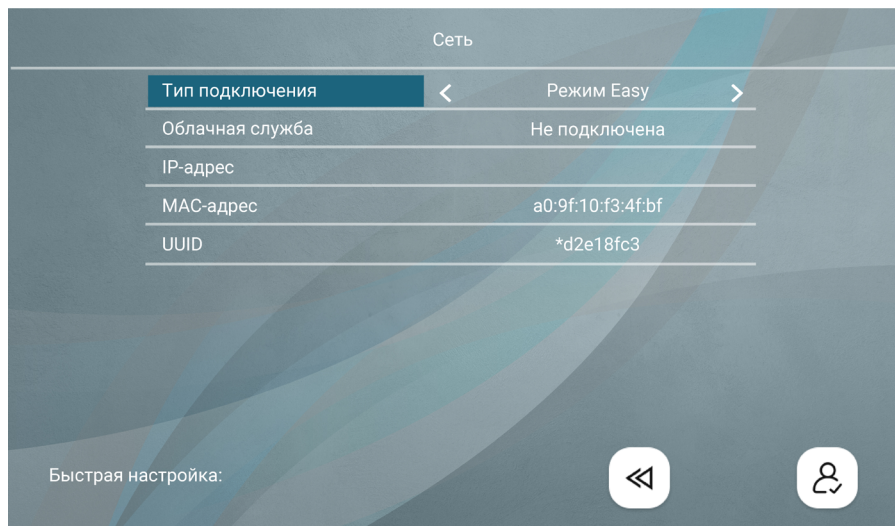 Сеть
Тип подключения < Режим Easy >
Облачная служба Не подключена
IP-адрес
MAC-адрес a0:9f:10:f3:4f:bf
UUID *d2e18fc3
Быстрая настройка: